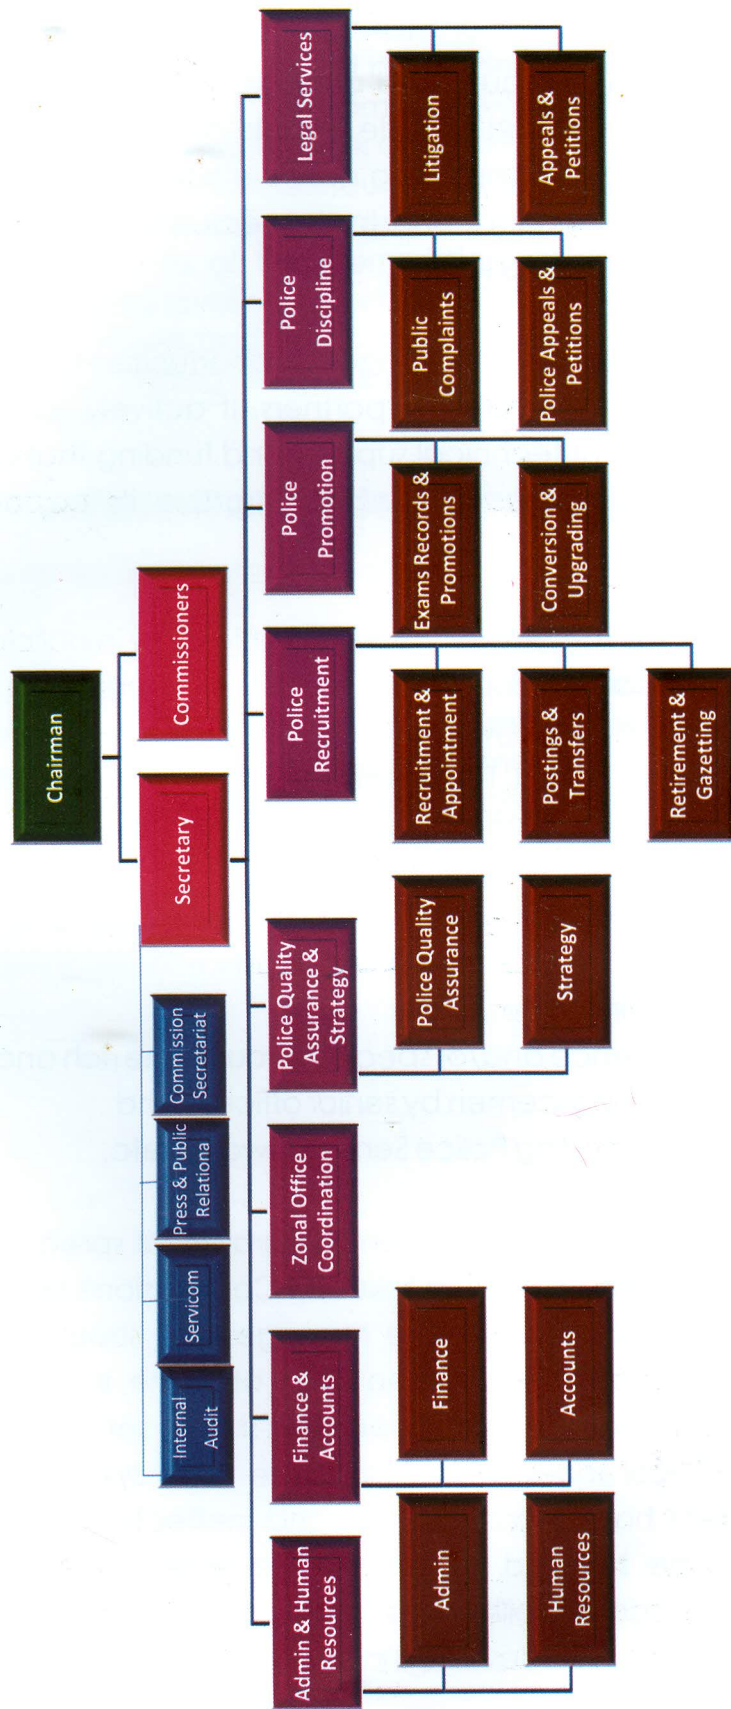 Chairman
Secretary
Commissioners
Internal
Audit
Servicom
Press & Public
Relationa
Commission
Secretariat
Admin & Human
Resources
Finance &
Accounts
Zonal Office
Coordination
Police Quality
Assurance &
Strategy
Police
Recruitment
Police
Promotion
Police
Discipline
Legal Services
Admin
Human
Resources
Finance
Accounts
Police Quality
Assurance
Strategy
Recruitment &
Appointment
Postings &
Transfers
Retirement &
Gazetting
Exams Records &
Promotions
Conversion &
Upgrading
Public
Complaints
Police Appeals &
Petitions
Litigation
Appeals &
Petitions